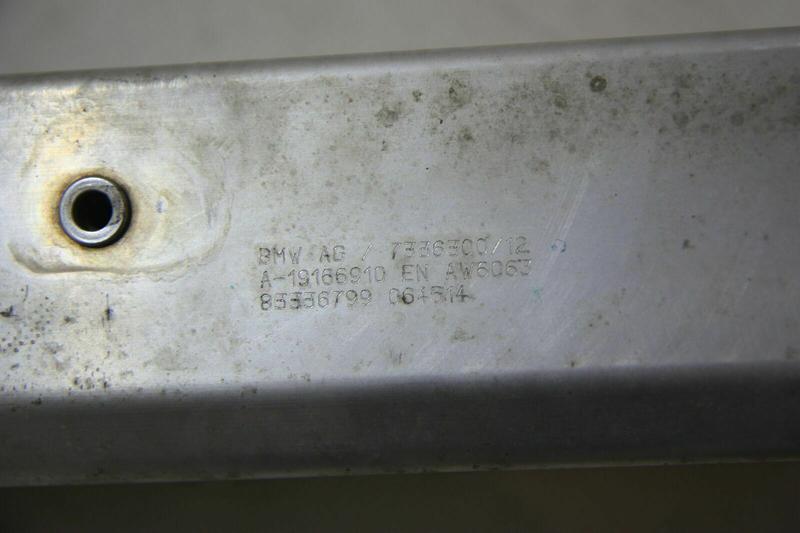 BMW AG / 7336300/12
A-19166910 EN AW6063
83336799 064514